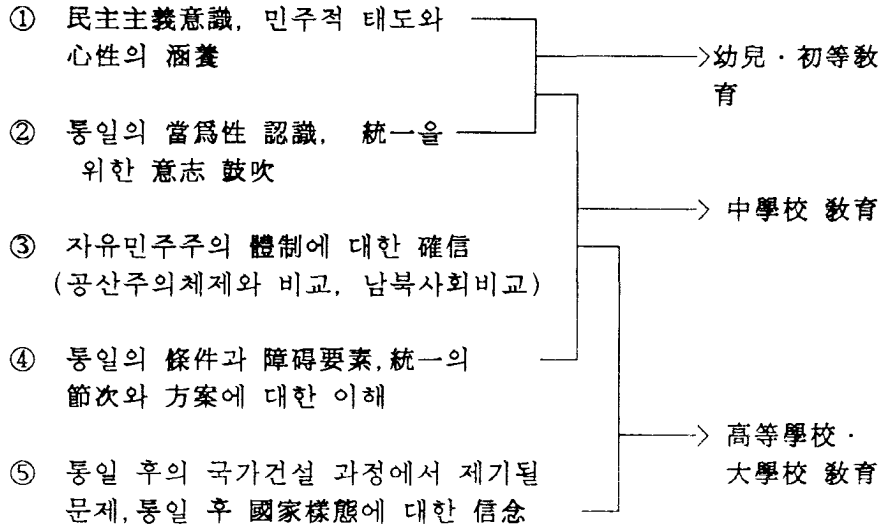 ① 民主主義意識, 민주적 태도와
心性의 涵養
→幼兒·初等敎
育
② 통일의 當爲性 認識, 統一을
위한 意志 鼓吹
→ 中學校 敎育
③ 자유민주주의 體制에 대한 確信
(공산주의체제와 비교, 남북사회비교)
④ 통일의 條件과 障碍要素,統一의
節次와 方案에 대한 이해
→ 高等學校·
大學校 敎育
⑤ 통일 후의 국가건설 과정에서 제기될
문제,통일 후 國家樣態에 대한 信念